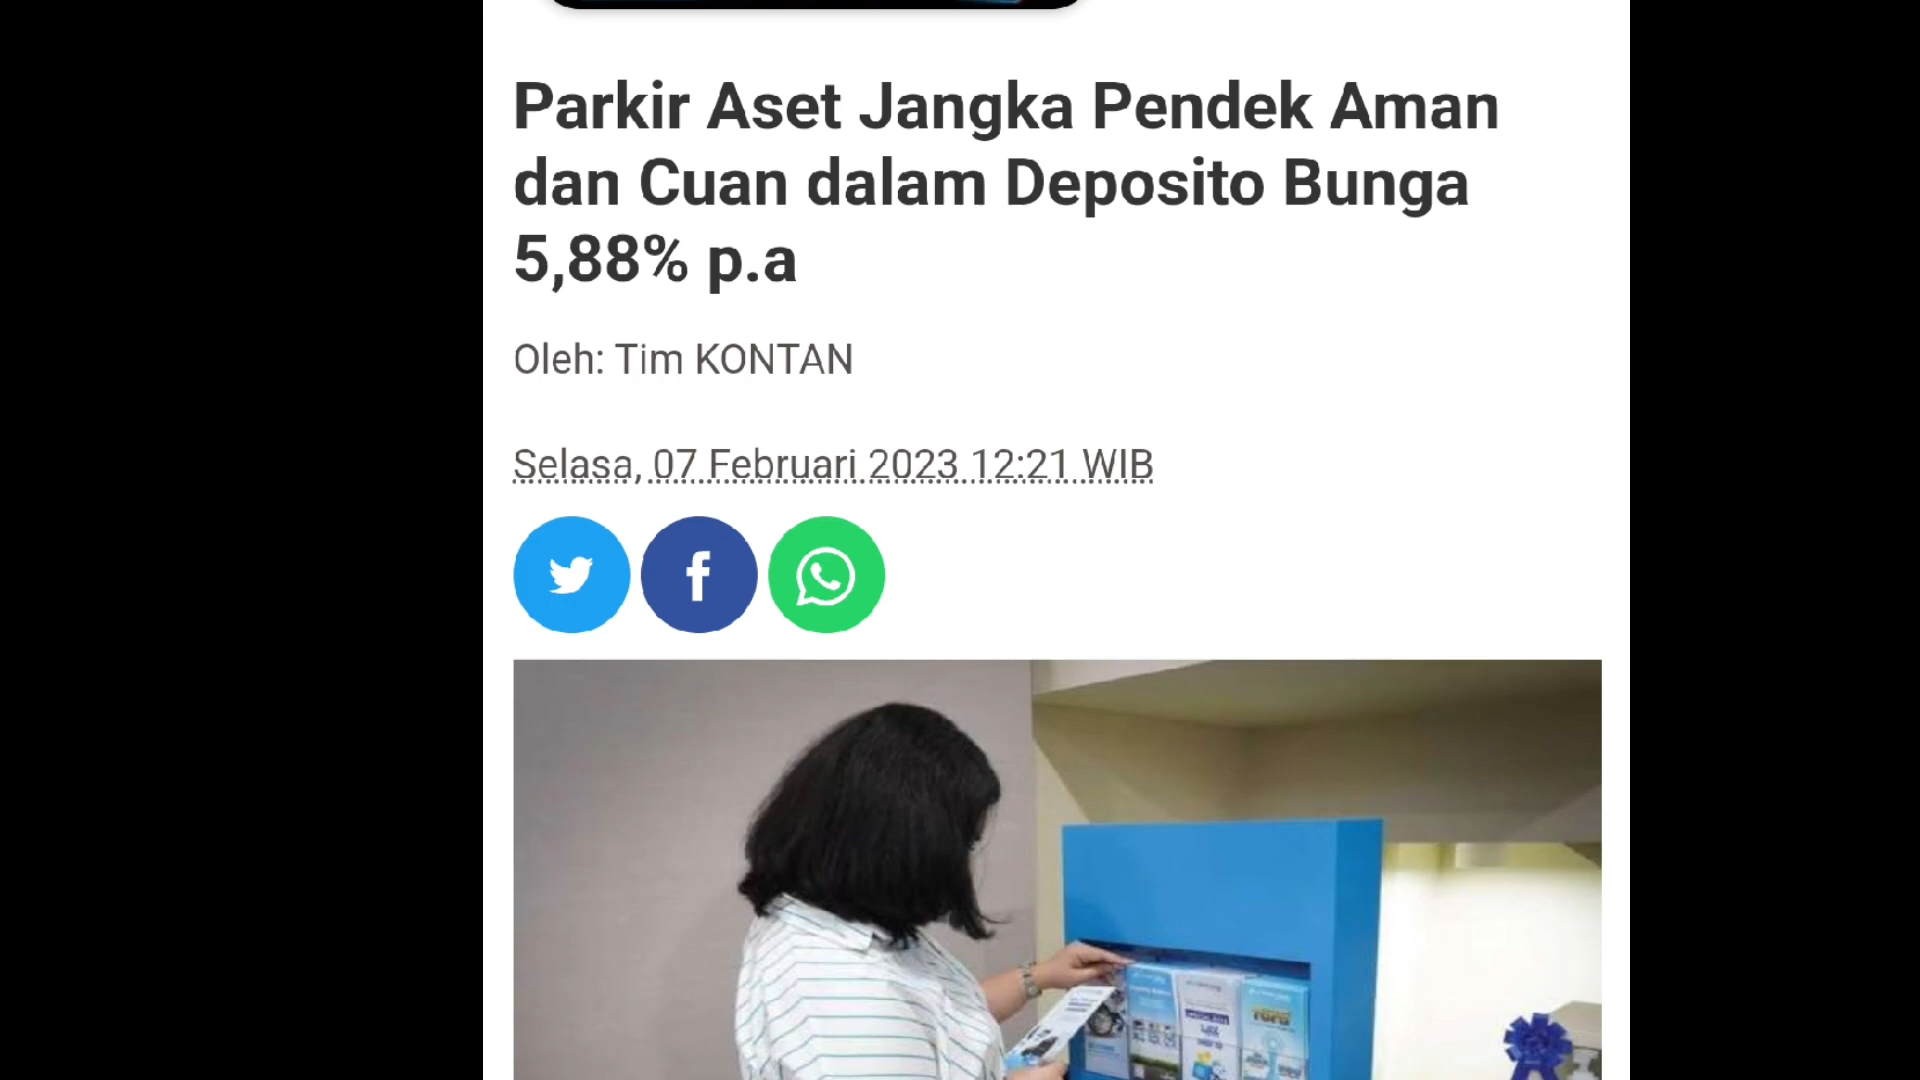 Parkir Aset Jangka Pendek Aman
dan Cuan dalam Deposito Bunga
5,88% p.a
Oleh: Tim KONTAN
Selasa, 07 Februari 2023 12:21 WIB